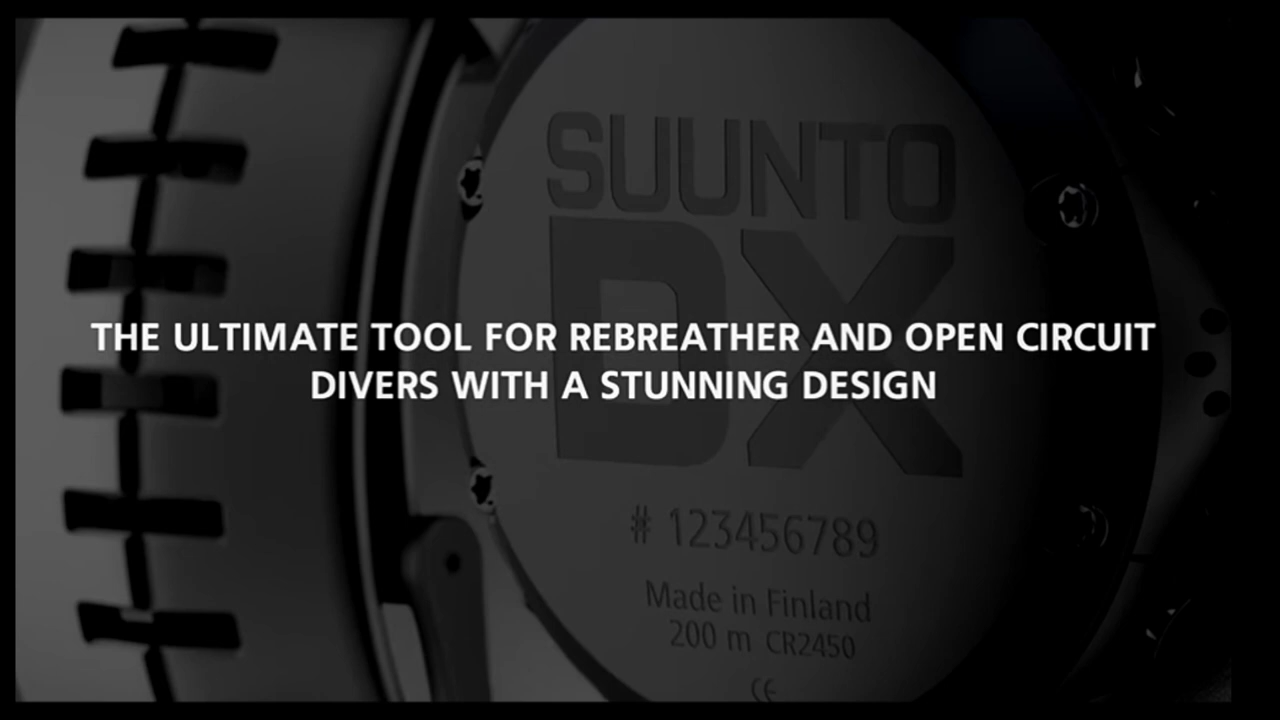 SUUNTO
DX
THE ULTIMATE TOOL FOR REBREATHER AND OPEN CIRCUIT
DIVERS WITH A STUNNING DESIGN
# 123456789
Made in Finland
200 m CR2450
CE